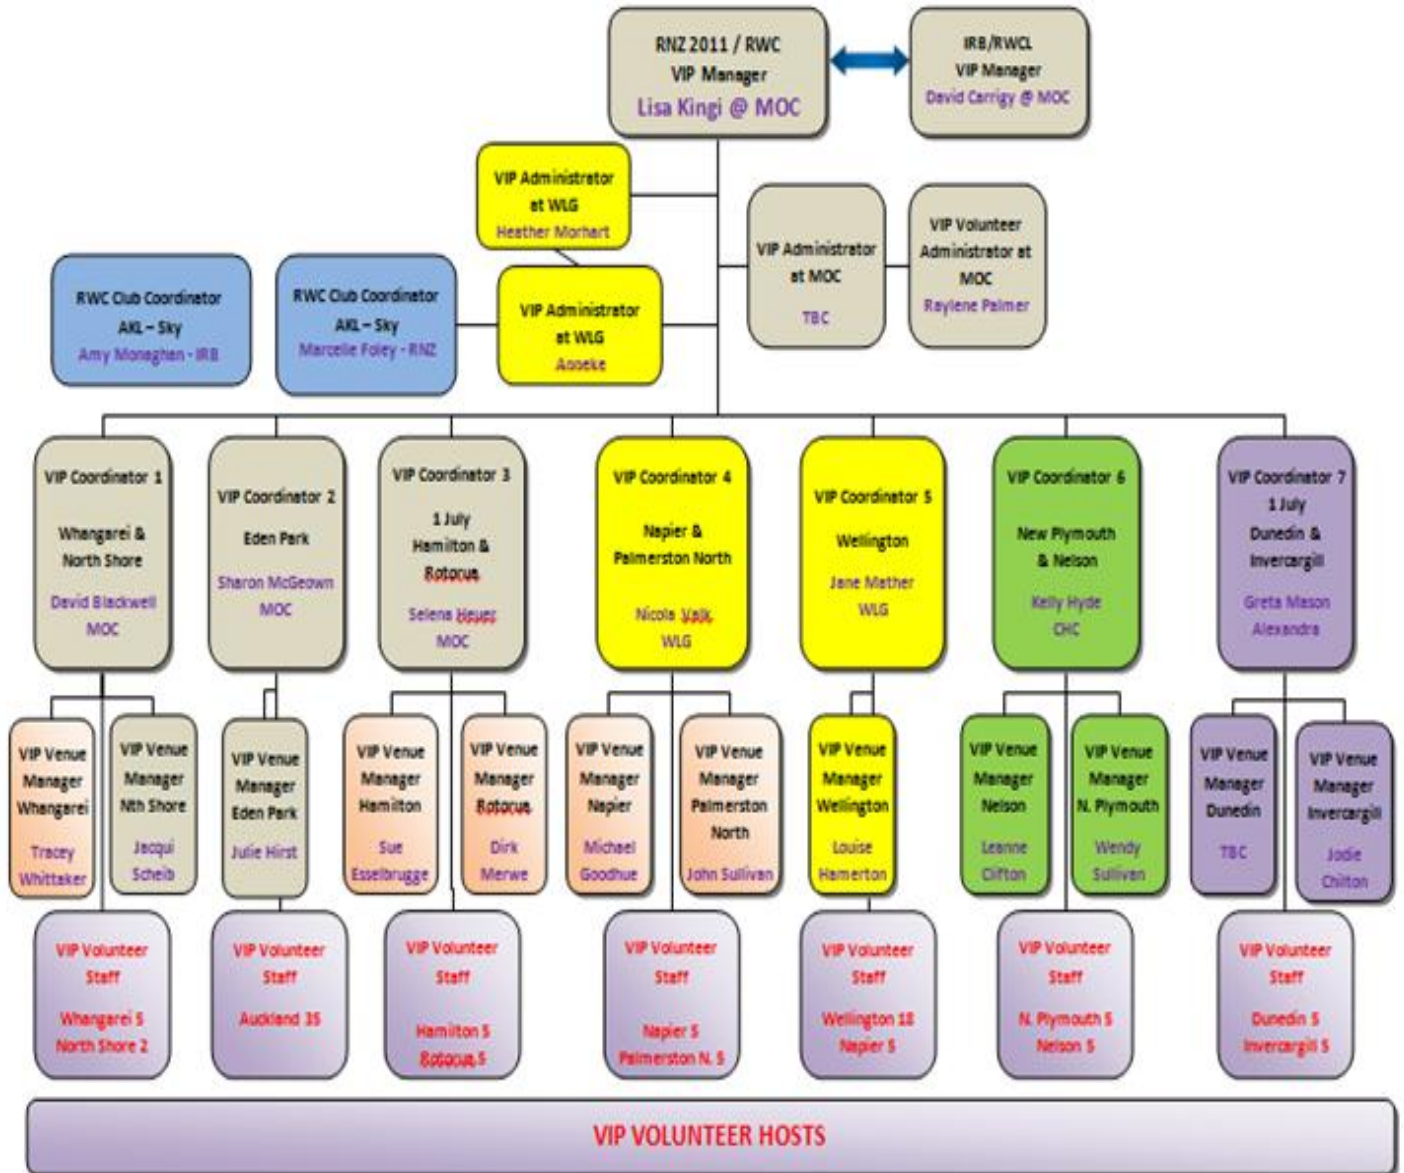 RNZ 2011 / RWC
VIP Manager
Lisa Kingi @ MOC
IRB/RWCL
VIP Manager
David Carrigy @ MOC
VIP Administrator
at WLG
Heather Morhart
VIP Administrator
at MOC
TBC
VIP Volunteer
Administrator at
MOC
Raylene Palmer
RWC Club Coordinator
AKL – Sky
Amy Monaghan - IRB
RWC Club Coordinator
AKL – Sky
Marcelle Foley - RNZ
VIP Administrator
at WLG
Anneke
VIP Coordinator 1
Whangarei &
North Shore
David Blackwell
MOC
VIP Coordinator 2
Eden Park
Sharon McGeown
MOC
VIP Coordinator 3
1 July
Hamilton &
Rotorua
Selena Heuer
MOC
VIP Coordinator 4
Napier &
Palmerston North
Nicola Valk
WLG
VIP Coordinator 5
Wellington
Jane Mather
WLG
VIP Coordinator 6
New Plymouth
& Nelson
Kelly Hyde
CHC
VIP Coordinator 7
1 July
Dunedin &
Invercargill
Greta Mason
Alexandra
VIP Venue
Manager
Whangarei
Tracey
Whittaker
VIP Venue
Manager
Nth Shore
Jacqui
Scheib
VIP Venue
Manager
Eden Park
Julie Hirst
VIP Venue
Manager
Hamilton
Sue
Esselbrugge
VIP Venue
Manager
Rotorua
Dirk
Merwe
VIP Venue
Manager
Napier
Michael
Goodhue
VIP Venue
Manager
Palmerston
North
John Sullivan
VIP Venue
Manager
Wellington
Louise
Hamerton
VIP Venue
Manager
Nelson
Leanne
Clifton
VIP Venue
Manager
N. Plymouth
Wendy
Sullivan
VIP Venue
Manager
Dunedin
TBC
VIP Venue
Manager
Invercargill
Jodie
Chilton
VIP Volunteer
Staff
Whangarei 5
North Shore 2
VIP Volunteer
Staff
Auckland 35
VIP Volunteer
Staff
Hamilton 5
Rotorua 5
VIP Volunteer
Staff
Napier 5
Palmerston N. 5
VIP Volunteer
Staff
Wellington 18
Napier 5
VIP Volunteer
Staff
N. Plymouth 5
Nelson 5
VIP Volunteer
Staff
Dunedin 5
Invercargill 5
VIP VOLUNTEER HOSTS